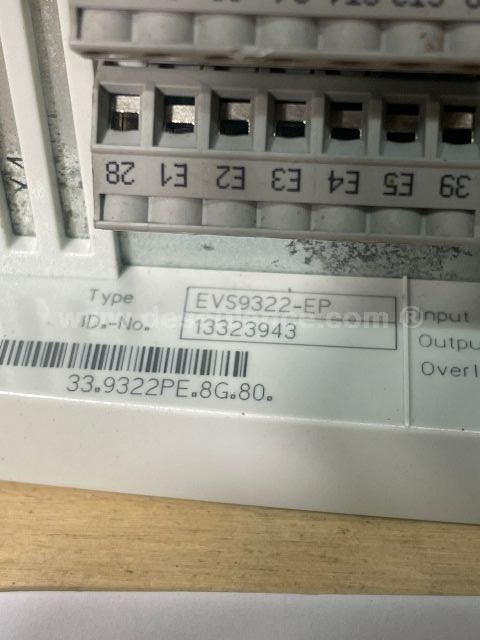 28 E1 E2 E3 E4 E5 39
Type EVS9322-EP Input
ID.-No. 13323943
Outpu
Overl
33.9322PE.8G.80.